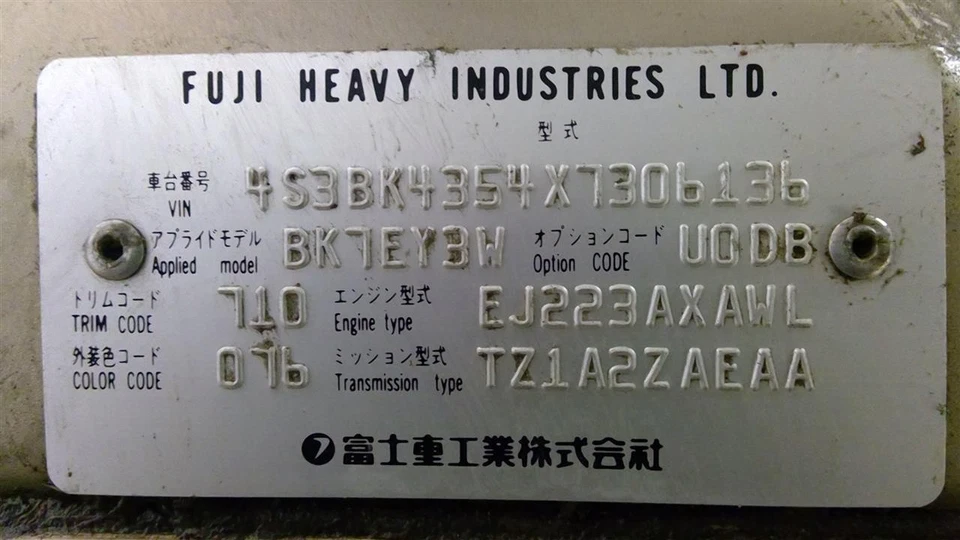 FUJI HEAVY INDUSTRIES LTD.
型式
車台番号 VIN 4S3BK4354X7306136
アプライドモデル Applied model BK7EY3W オプションコード Option CODE U0DB
トリムコード TRIM CODE 710 エンジン型式 Engine type EJ223AXAWL
外装色コード COLOR CODE 076 ミッション型式 Transmission type TZ1A2ZAEAA
富士重工業株式会社